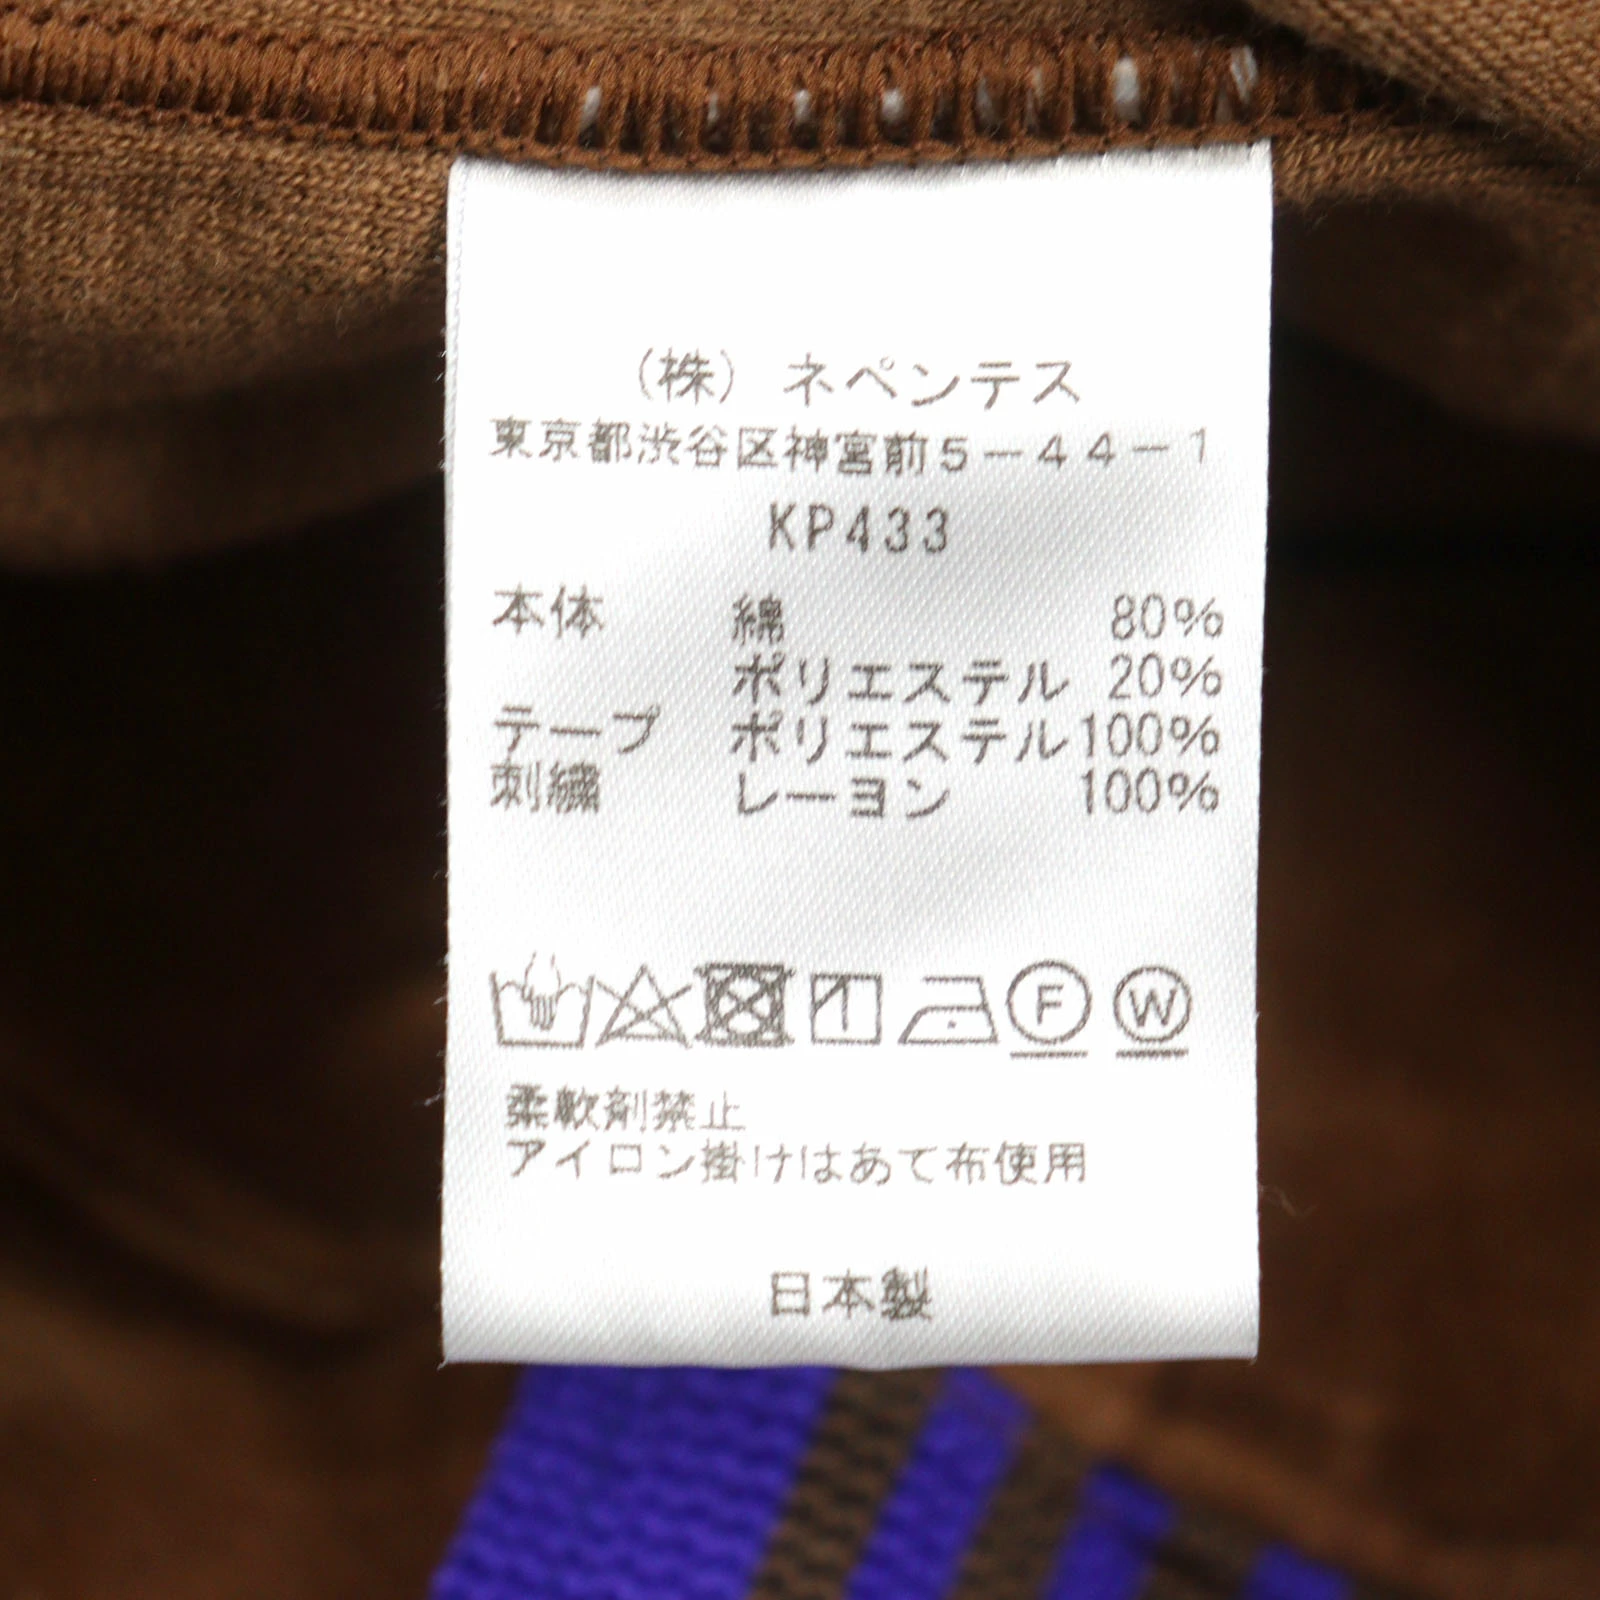 （株）ネペンテス
東京都渋谷区神宮前5－44－1
KP433
本体 綿 80%
ポリエステル 20%
テープ ポリエステル 100%
刺繍 レーヨン 100%
F W
柔軟剤禁止
アイロン掛けはあて布使用
日本製